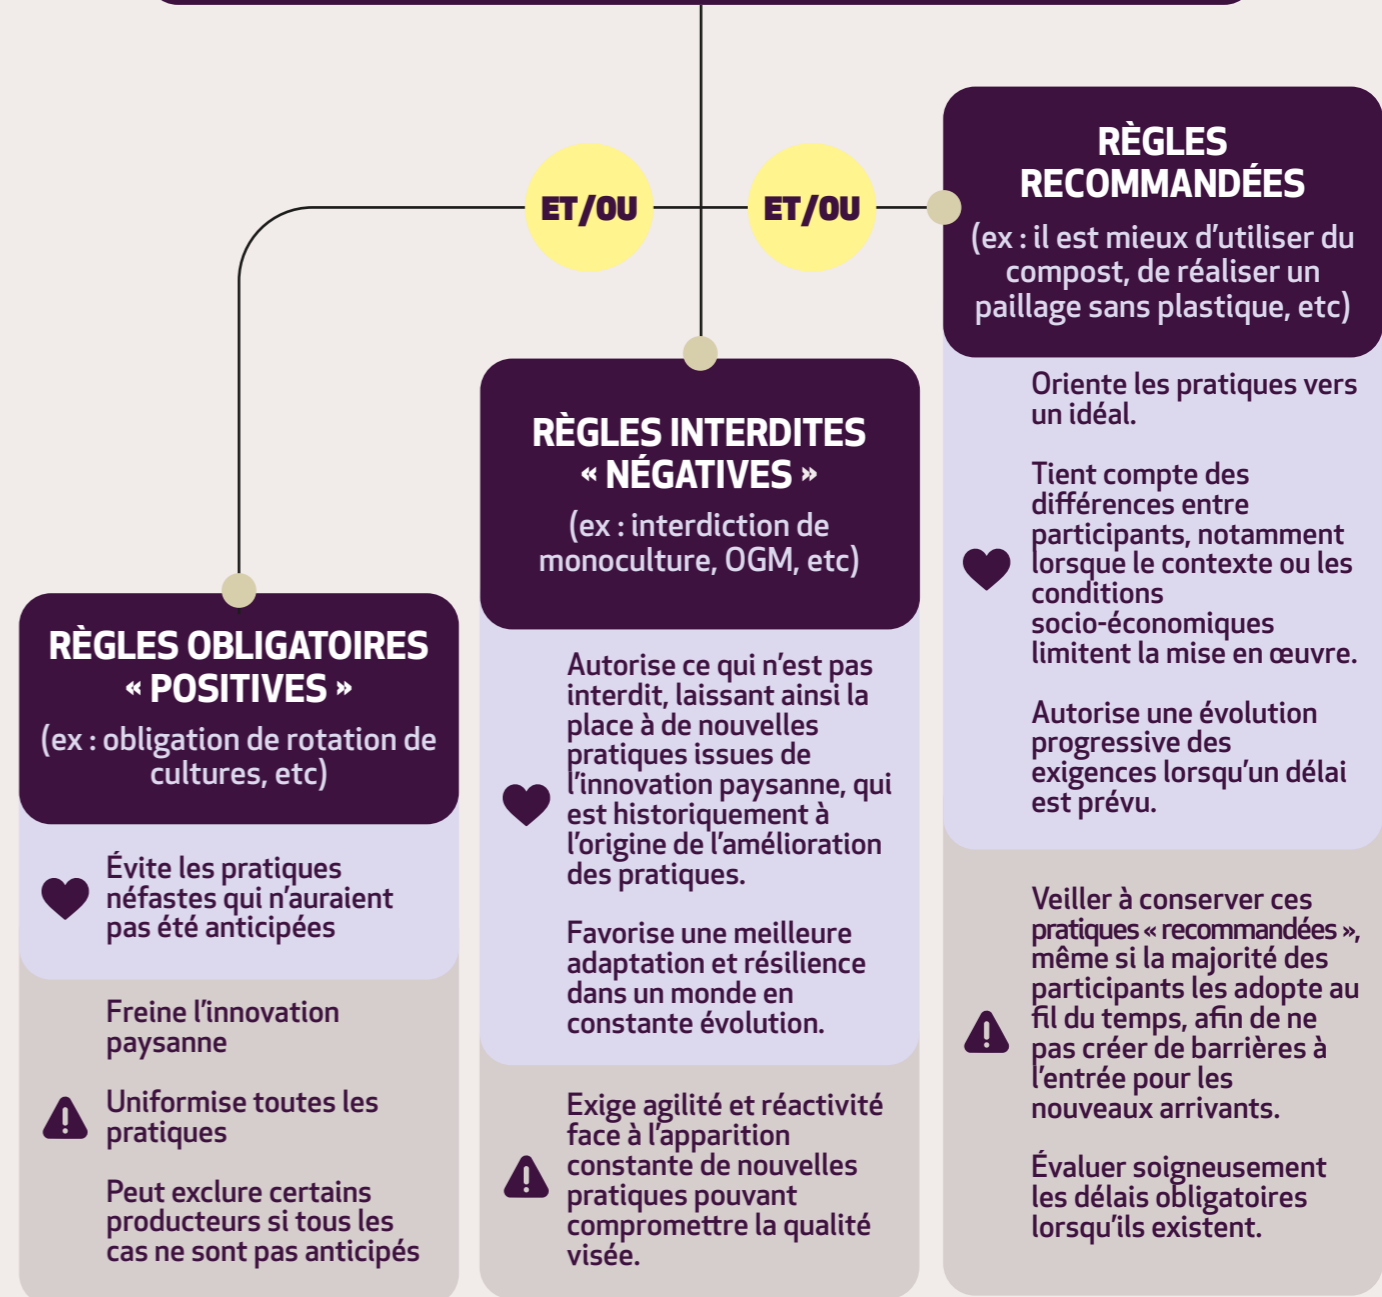 ET/OU
ET/OU
RÈGLES
RECOMMANDÉES
(ex : il est mieux d’utiliser du
compost, de réaliser un
paillage sans plastique, etc)
Oriente les pratiques vers
un idéal.
Tient compte des
différences entre
participants, notamment
lorsque le contexte ou les
conditions
socio-économiques
limitent la mise en œuvre.
Autorise une évolution
progressive des
exigences lorsqu’un délai
est prévu.
Veiller à conserver ces
pratiques « recommandées »,
même si la majorité des
participants les adopte au
fil du temps, afin de ne
pas créer de barrières à
l’entrée pour les
nouveaux arrivants.
Évaluer soigneusement
les délais obligatoires
lorsqu’ils existent.
RÈGLES INTERDITES
« NÉGATIVES »
(ex : interdiction de
monoculture, OGM, etc)
Autorise ce qui n’est pas
interdit, laissant ainsi la
place à de nouvelles
pratiques issues de
l’innovation paysanne, qui
est historiquement à
l’origine de l’amélioration
des pratiques.
Favorise une meilleure
adaptation et résilience
dans un monde en
constante évolution.
Exige agilité et réactivité
face à l’apparition
constante de nouvelles
pratiques pouvant
compromettre la qualité
visée.
RÈGLES OBLIGATOIRES
« POSITIVES »
(ex : obligation de rotation de
cultures, etc)
Évite les pratiques
néfastes qui n’auraient
pas été anticipées
Freine l’innovation
paysanne
Uniformise toutes les
pratiques
Peut exclure certains
producteurs si tous les
cas ne sont pas anticipés